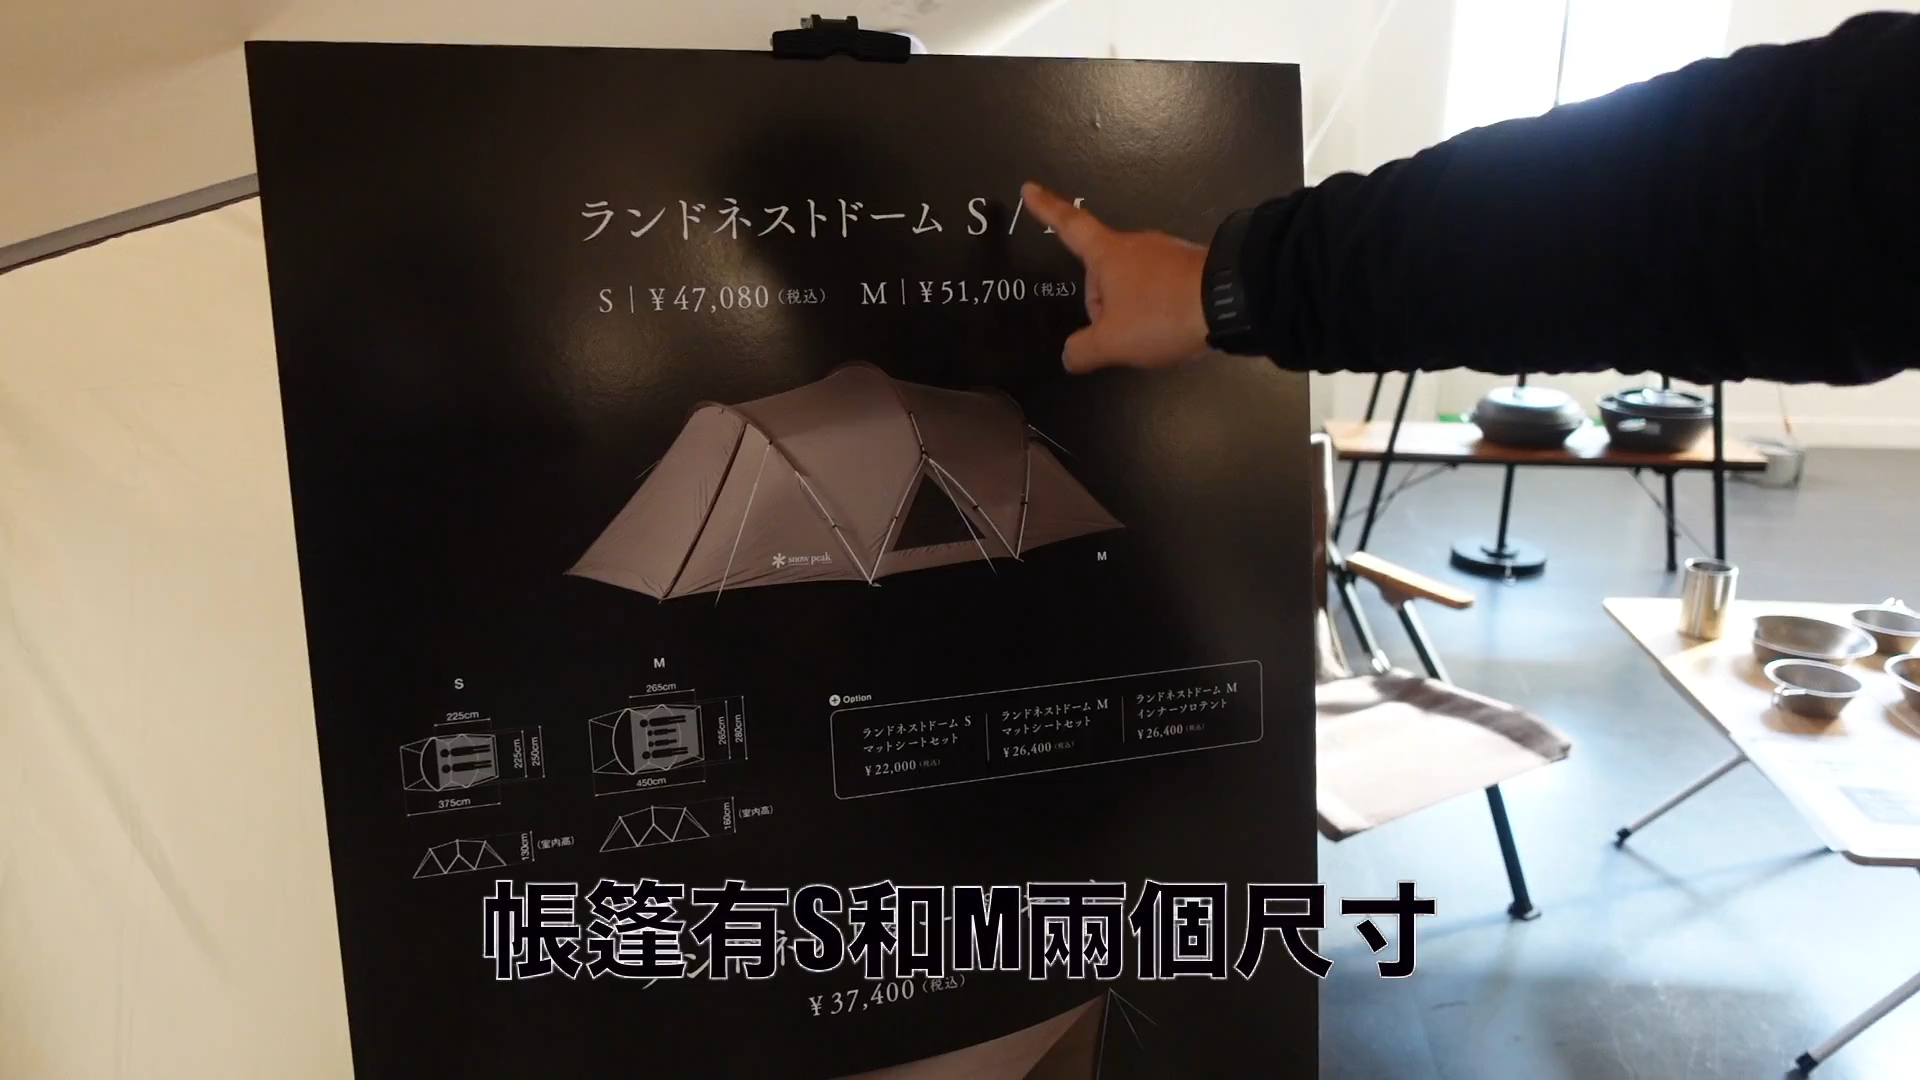 ランドネストドーム S /
S | ¥47,080(税込) M | ¥51,700(税込)
snow peak
M
S
M
225cm
225cm
250cm
375cm
130cm
(室内高)
265cm
265cm
280cm
450cm
160cm
(室内高)
Option
ランドネストドーム S
マットシートセット
¥22,000(税込)
ランドネストドーム M
マットシートセット
¥26,400(税込)
ランドネストドーム M
インナーソロテント
¥26,400(税込)
帳篷有S和M兩個尺寸
¥37,400(税込)